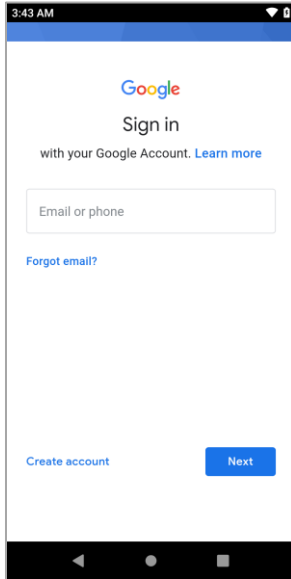 3:43 AM
Google
Sign in
with your Google Account. Learn more
Email or phone
Forgot email?
Create account
Next